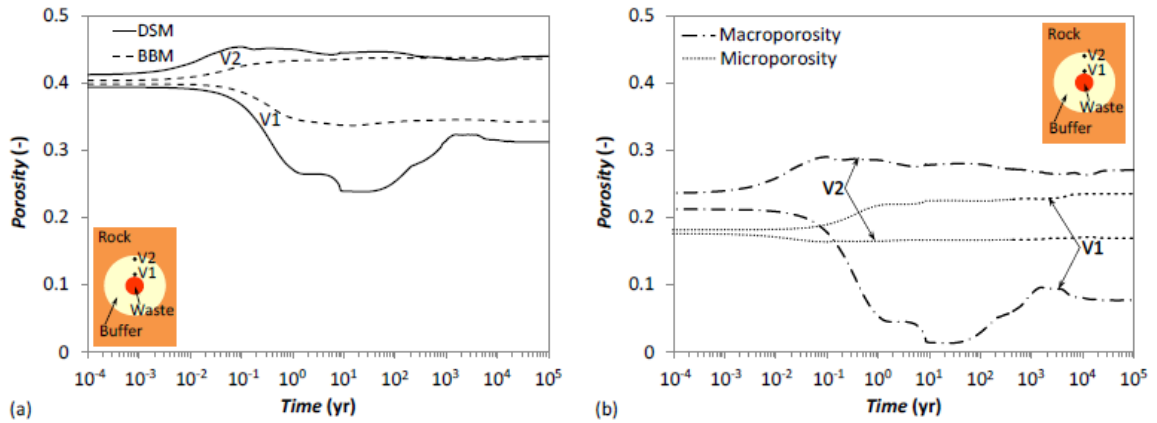 0.5
0.4
0.3
0.2
0.1
0
Porosity (-)
DSM
BBM
V2
V1
Rock
V2
V1
Waste
Buffer
10-4 10-3 10-2 10-1 100 101 102 103 104 105
Time (yr)
(a)
0.5
0.4
0.3
0.2
0.1
0
Porosity (-)
Macroporosity
Microporosity
Rock
V2
V1
Waste
Buffer
V2
V1
10-4 10-3 10-2 10-1 100 101 102 103 104 105
Time (yr)
(b)